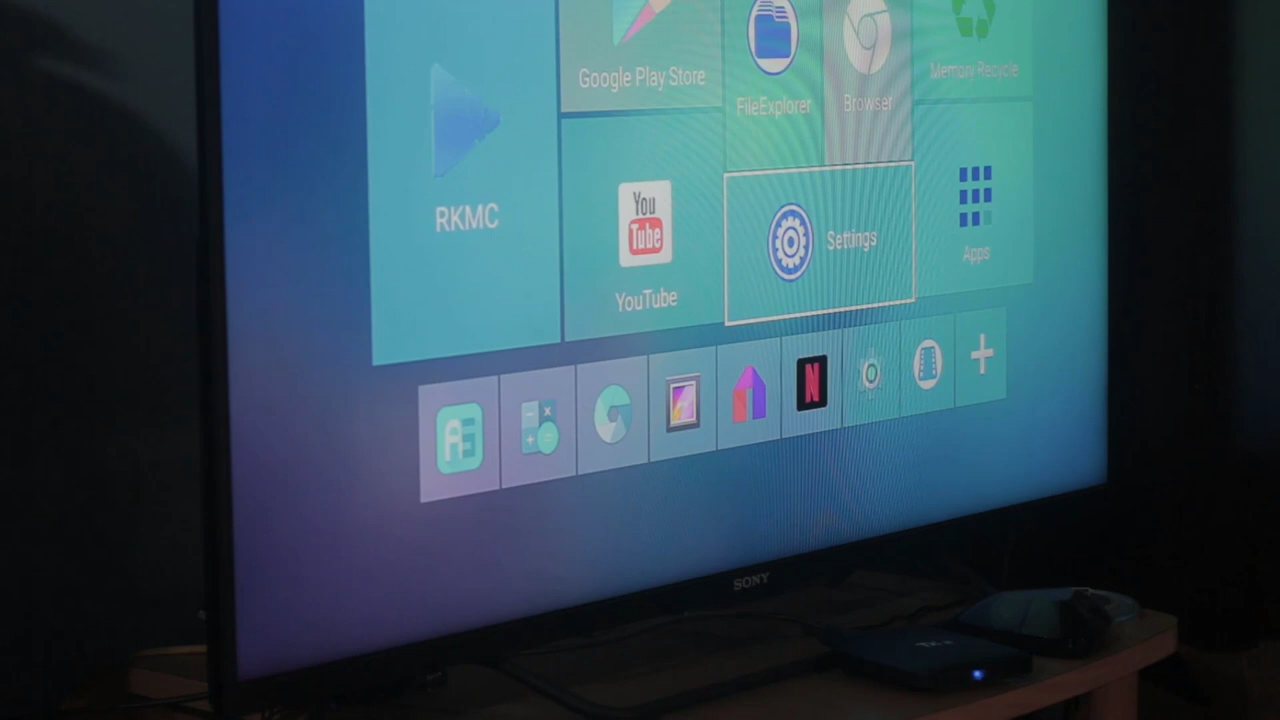 Google Play Store
FileExplorer
Browser
Memory Recycle
RKMC
You
Tube
YouTube
Settings
Apps
N
SONY